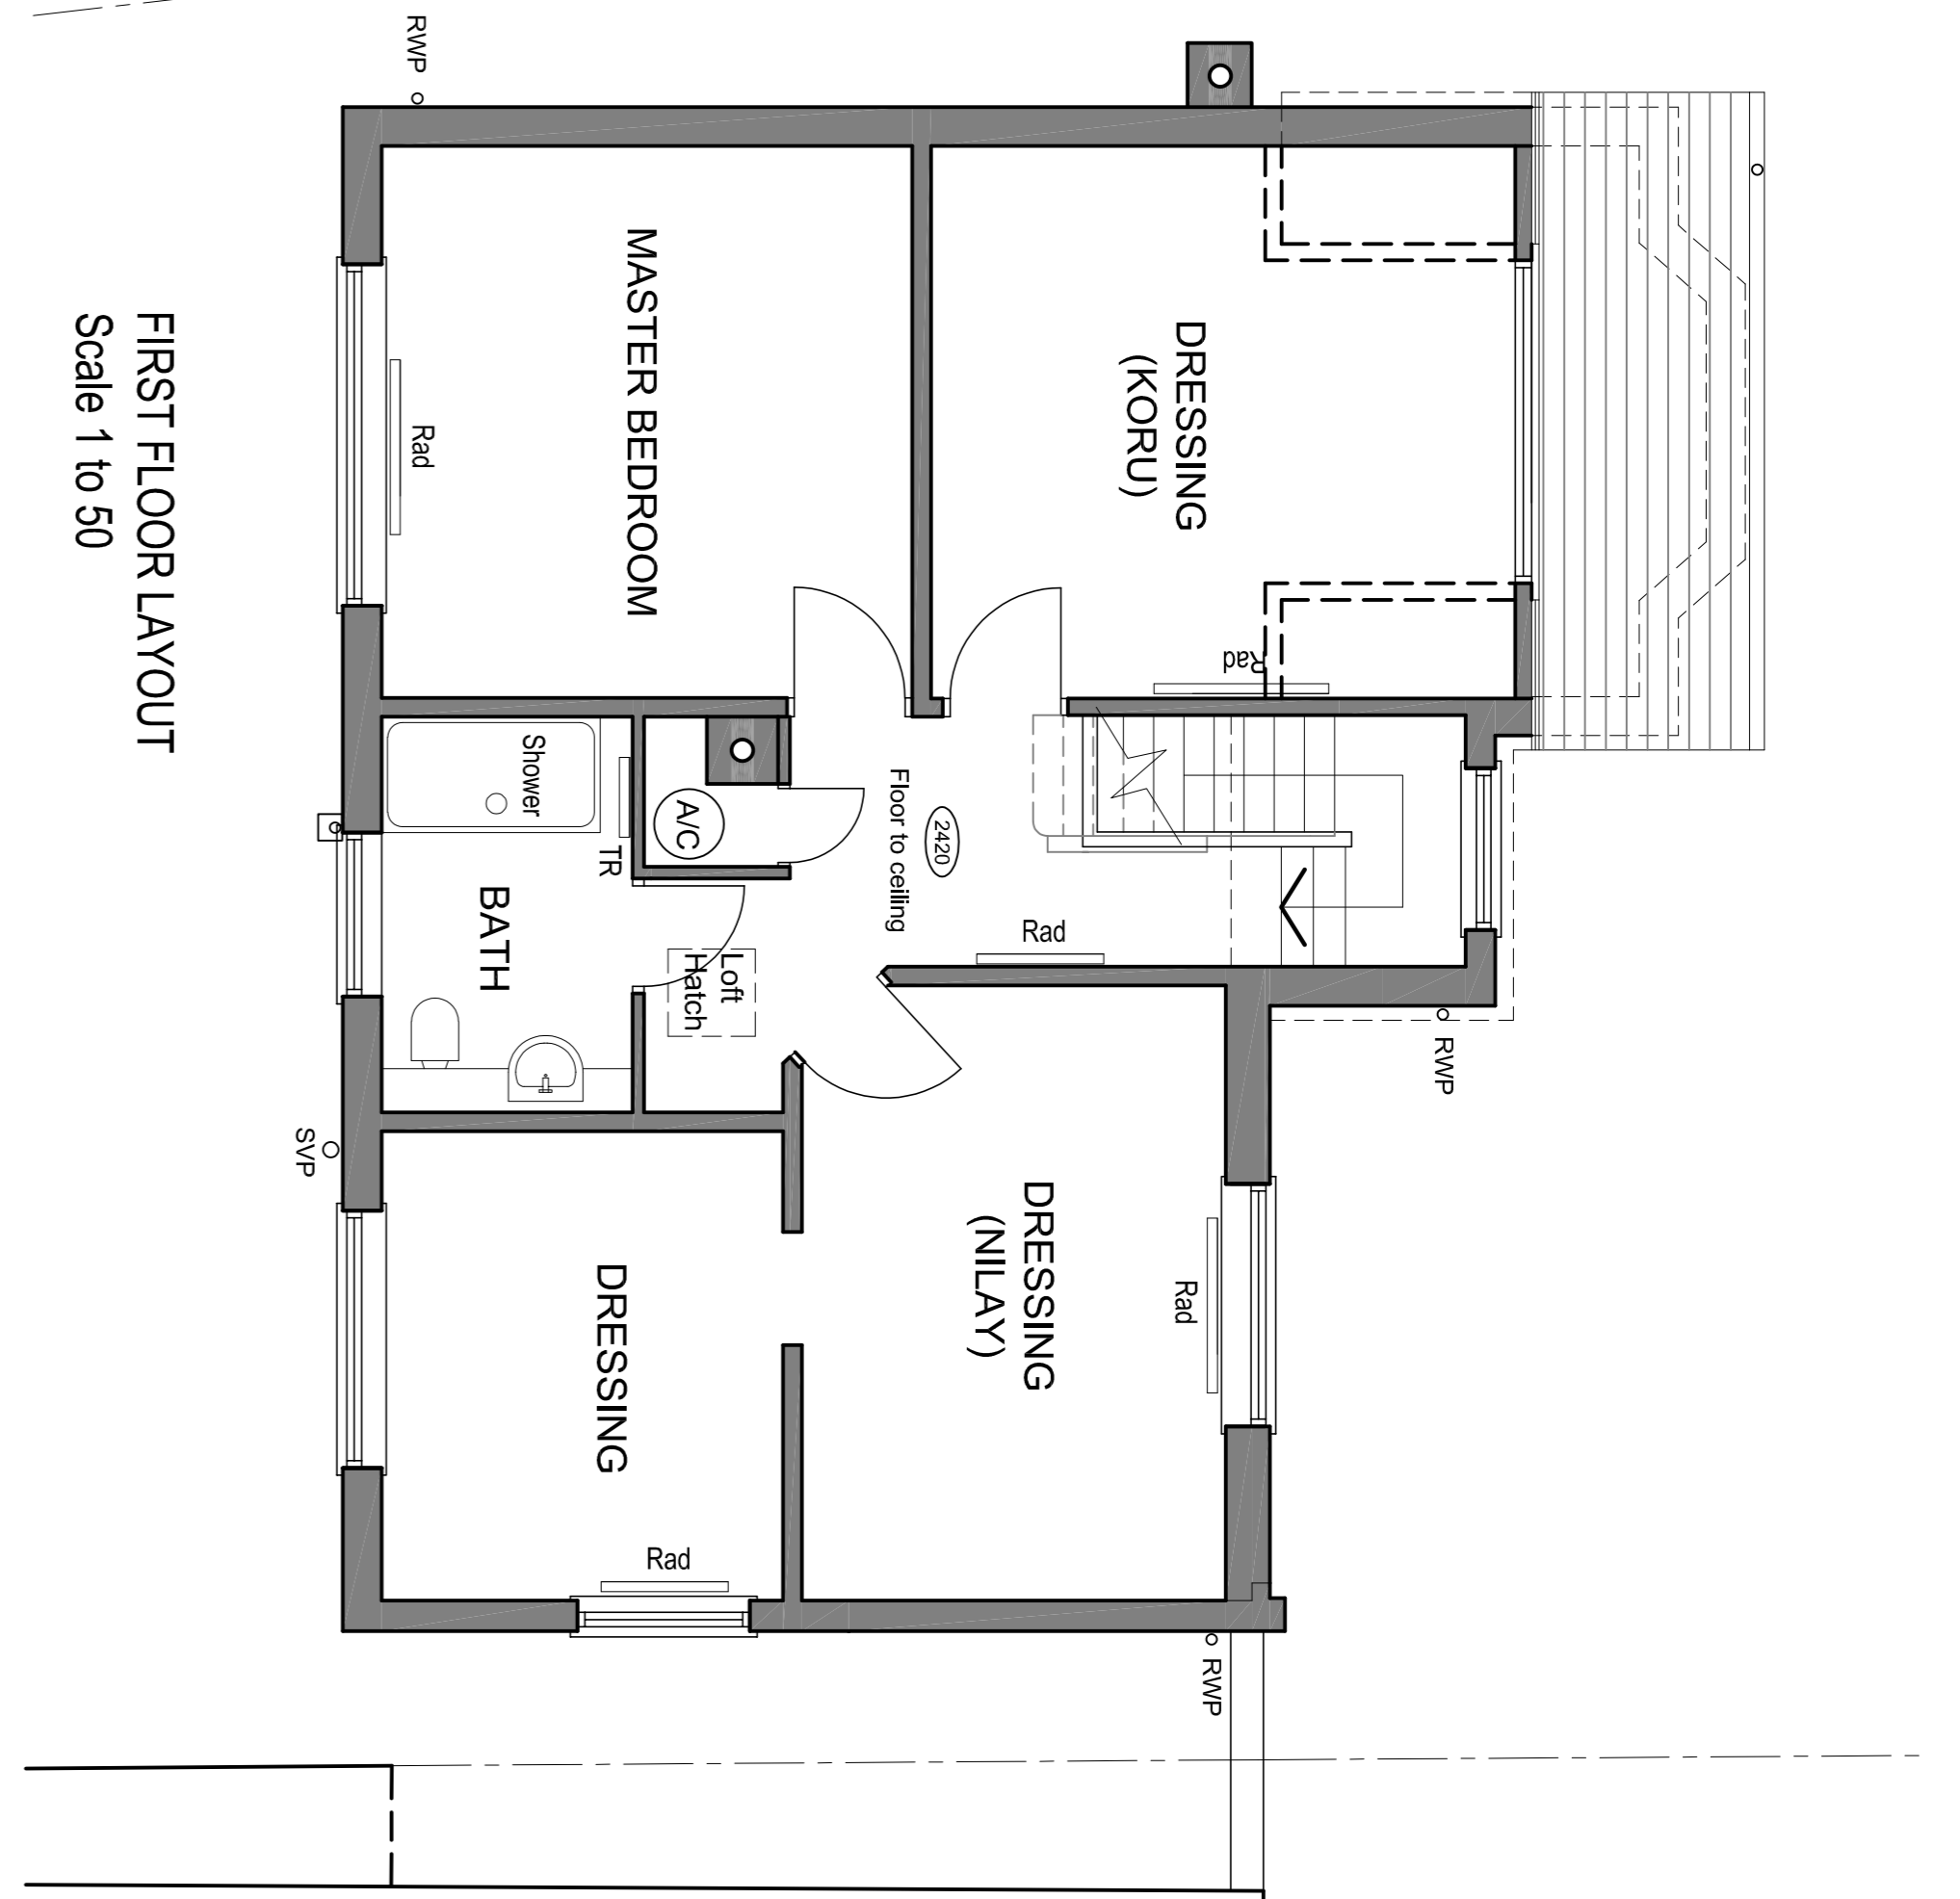 RWP
DRESSING
(KORU)
Rad
MASTER BEDROOM
Rad
FIRST FLOOR LAYOUT
Scale 1 to 50
Shower
TR
A/C
Floor to ceiling
2420
Rad
BATH
Loft
Hatch
RWP
SVP
DRESSING
(NILAY)
Rad
DRESSING
Rad
RWP